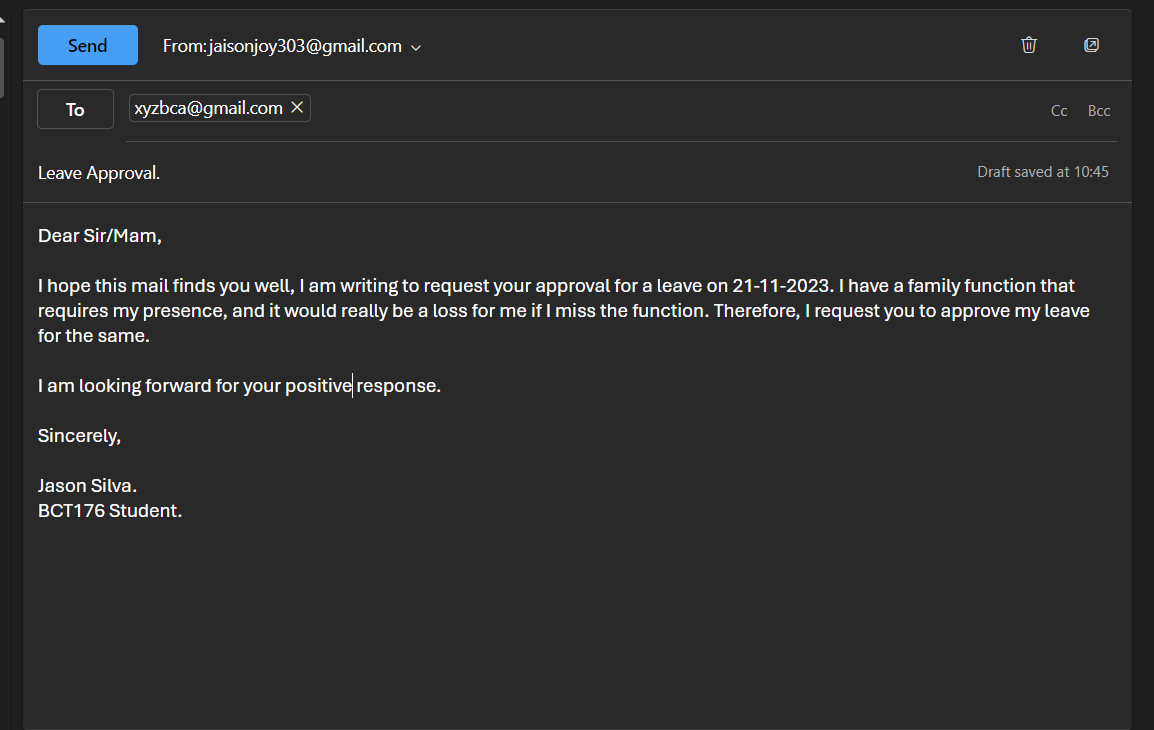 Send From: jaisonjoy303@gmail.com
To xyzbca@gmail.com Cc Bcc
Leave Approval. Draft saved at 10:45
Dear Sir/Mam,
I hope this mail finds you well, I am writing to request your approval for a leave on 21-11-2023. I have a family function that
requires my presence, and it would really be a loss for me if I miss the function. Therefore, I request you to approve my leave
for the same.
I am looking forward for your positive response.
Sincerely,
Jason Silva.
BCT176 Student.